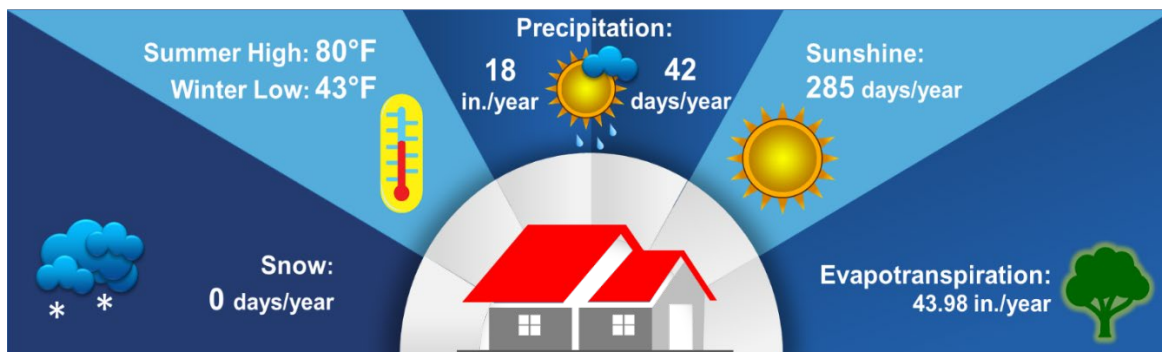 Summer High: 80°F
Winter Low: 43°F
Precipitation:
18
in./year
42
days/year
Sunshine:
285 days/year
Snow:
0 days/year
Evapotranspiration:
43.98 in./year